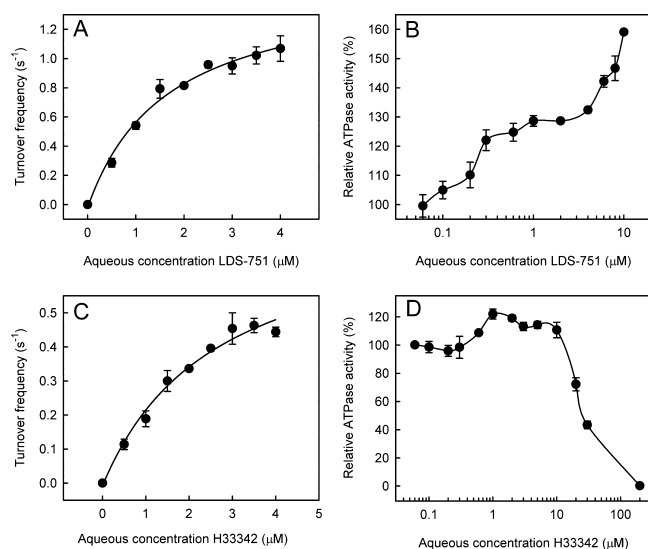 A
Turnover frequency (s⁻¹)
1.2
1.0
0.8
0.6
0.4
0.2
0.0
0 1 2 3 4
Aqueous concentration LDS-751 (μM)
B
Relative ATPase activity (%)
160
150
140
130
120
110
100
0.1 1 10
Aqueous concentration LDS-751 (μM)
C
Turnover frequency (s⁻¹)
0.5
0.4
0.3
0.2
0.1
0.0
0 1 2 3 4 5
Aqueous concentration H33342 (μM)
D
Relative ATPase activity (%)
120
100
80
60
40
20
0
0.1 1 10 100
Aqueous concentration H33342 (μM)